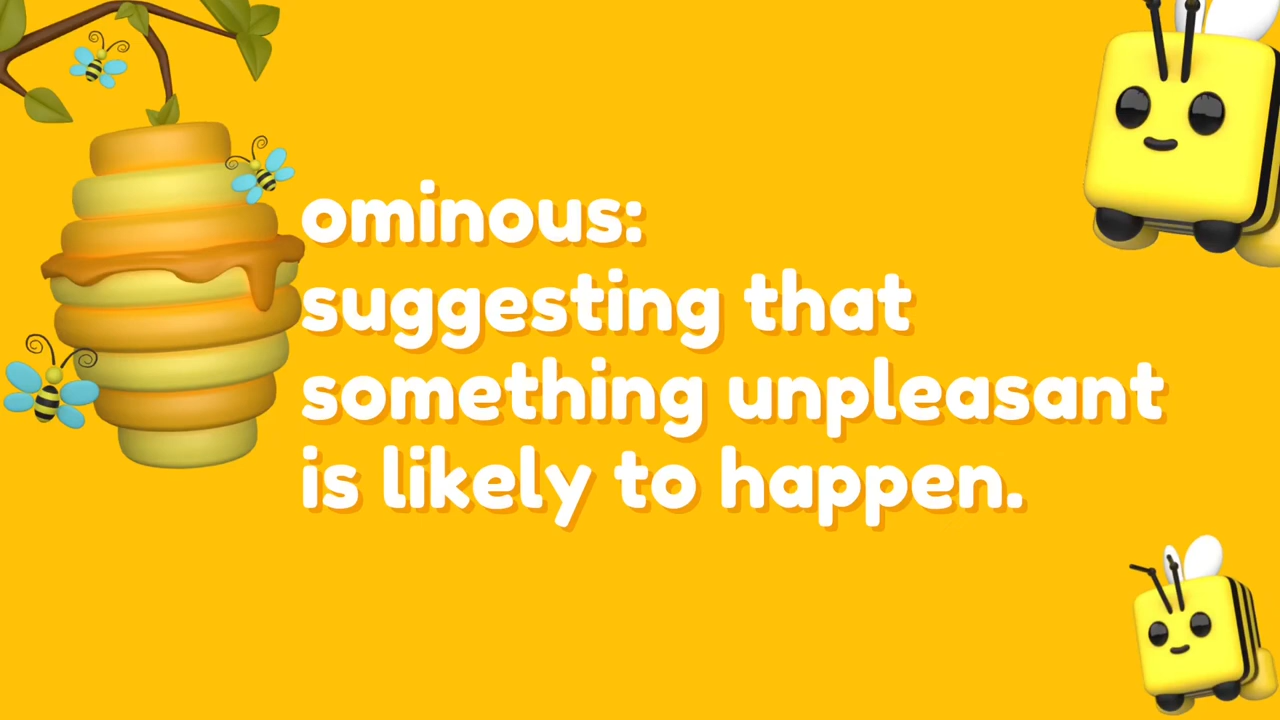 ominous:
suggesting that
something unpleasant
is likely to happen.